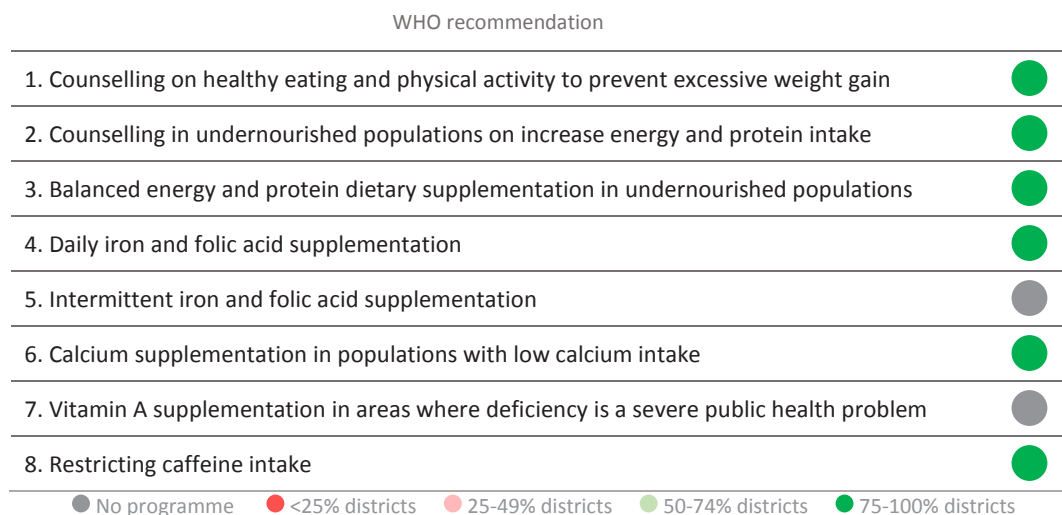 WHO recommendation
1. Counselling on healthy eating and physical activity to prevent excessive weight gain
2. Counselling in undernourished populations on increase energy and protein intake
3. Balanced energy and protein dietary supplementation in undernourished populations
4. Daily iron and folic acid supplementation
5. Intermittent iron and folic acid supplementation
6. Calcium supplementation in populations with low calcium intake
7. Vitamin A supplementation in areas where deficiency is a severe public health problem
8. Restricting caffeine intake
No programme <25% districts 25-49% districts 50-74% districts 75-100% districts